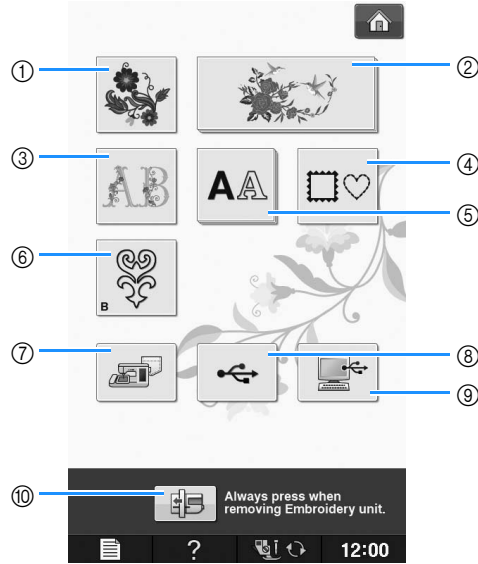 ①
②
③
AB
AA
④
⑤
⑥
B
⑦
⑧
⑨
⑩
Always press when
removing Embroidery unit.
?
12:00